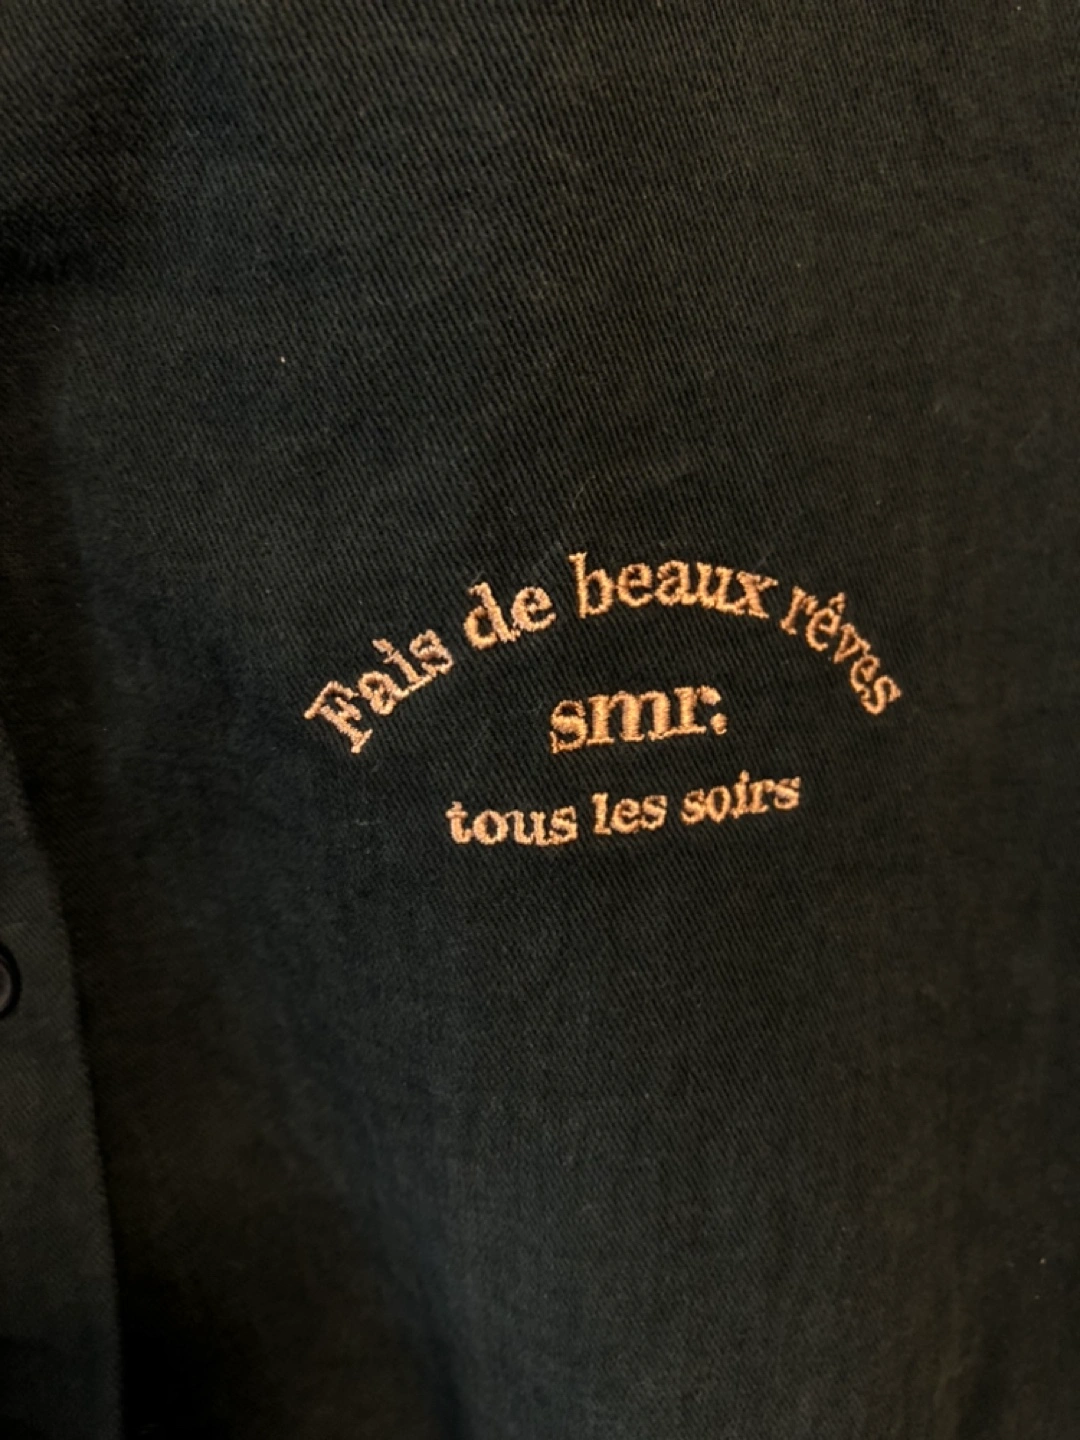 Fais de beaux rêves
smr.
tous les soirs